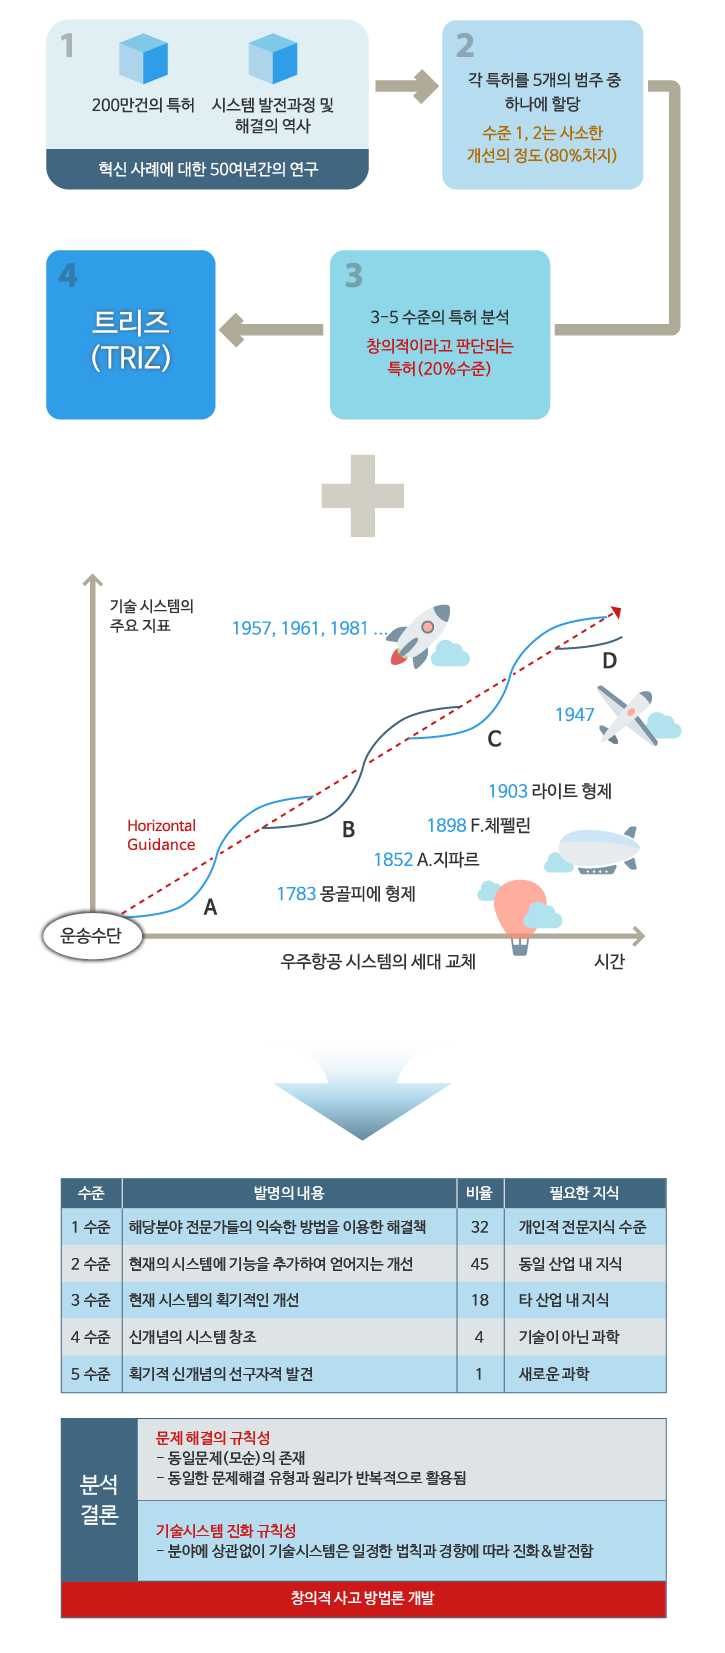 1
200만건의 특허
시스템 발전과정 및
해결의 역사
혁신 사례에 대한 50여년간의 연구
2
각 특허를 5개의 범주 중
하나에 할당
수준 1, 2는 사소한
개선의 정도(80%차지)
3
3-5 수준의 특허 분석
창의적이라고 판단되는
특허(20%수준)
4
트리즈
(TRIZ)
기술 시스템의
주요 지표
1957, 1961, 1981 ...
D
1947
C
1903 라이트 형제
Horizontal
Guidance
B
1898 F.체펠린
1852 A.지파르
1783 몽골피에 형제
A
운송수단
우주항공 시스템의 세대 교체
시간
수준 발명의 내용 비율 필요한 지식
1 수준 해당분야 전문가들의 익숙한 방법을 이용한 해결책 32 개인적 전문지식 수준
2 수준 현재의 시스템에 기능을 추가하여 얻어지는 개선 45 동일 산업 내 지식
3 수준 현재 시스템의 획기적인 개선 18 타 산업 내 지식
4 수준 신개념의 시스템 창조 4 기술이 아닌 과학
5 수준 획기적 신개념의 선구자적 발견 1 새로운 과학
분석
결론
문제 해결의 규칙성
- 동일문제(모순)의 존재
- 동일한 문제해결 유형과 원리가 반복적으로 활용됨
기술시스템 진화 규칙성
- 분야에 상관없이 기술시스템은 일정한 법칙과 경향에 따라 진화&발전함
창의적 사고 방법론 개발